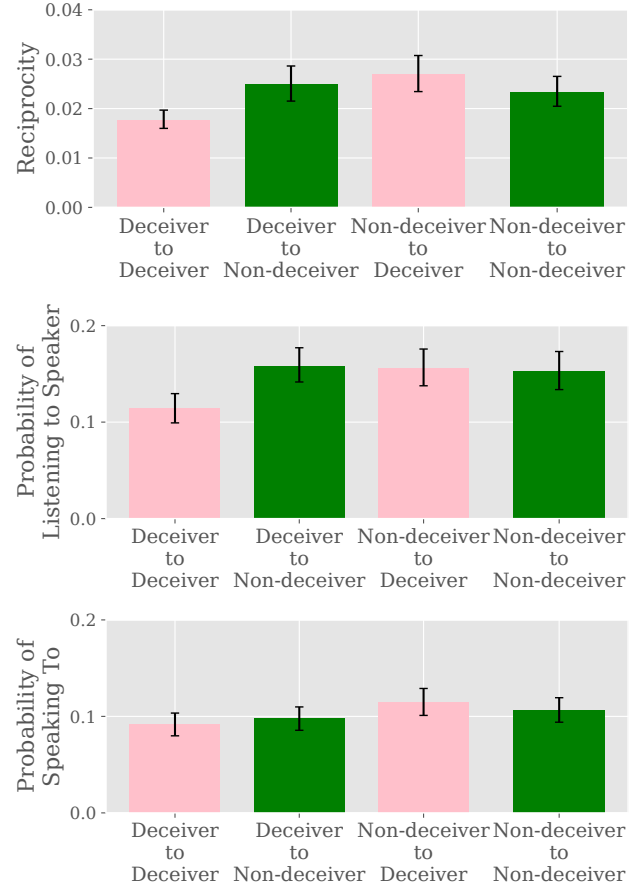 0.04
0.03
0.02
0.01
0.00
Reciprocity
Deceiver
to
Deceiver
Deceiver
to
Non-deceiver
Non-deceiver
to
Deceiver
Non-deceiver
to
Non-deceiver
0.2
0.1
0.0
Probability of
Listening to Speaker
Deceiver
to
Deceiver
Deceiver
to
Non-deceiver
Non-deceiver
to
Deceiver
Non-deceiver
to
Non-deceiver
0.2
0.1
0.0
Probability of
Speaking To
Deceiver
to
Deceiver
Deceiver
to
Non-deceiver
Non-deceiver
to
Deceiver
Non-deceiver
to
Non-deceiver